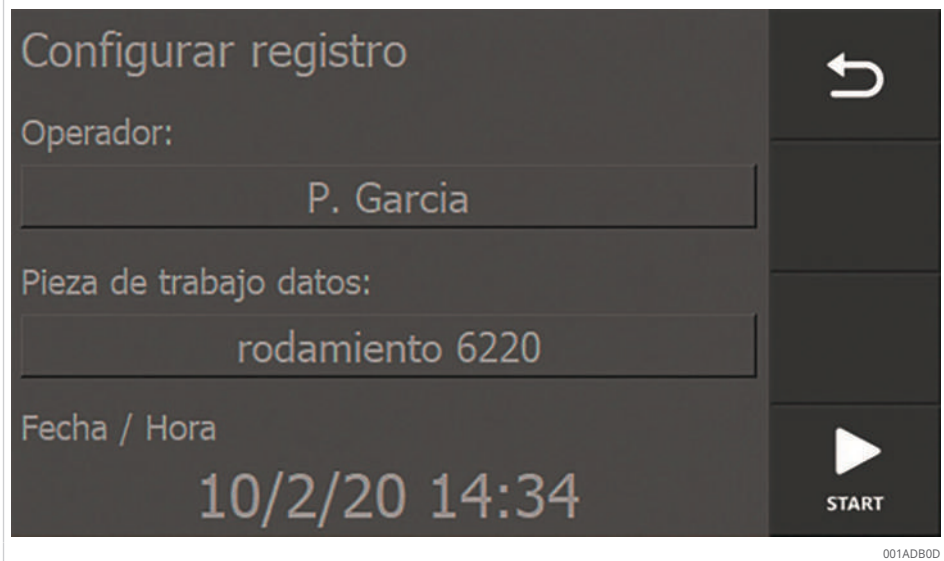 Configurar registro
Operador:
P. Garcia
Pieza de trabajo datos:
rodamiento 6220
Fecha / Hora
10/2/20 14:34
START
001ADB0D